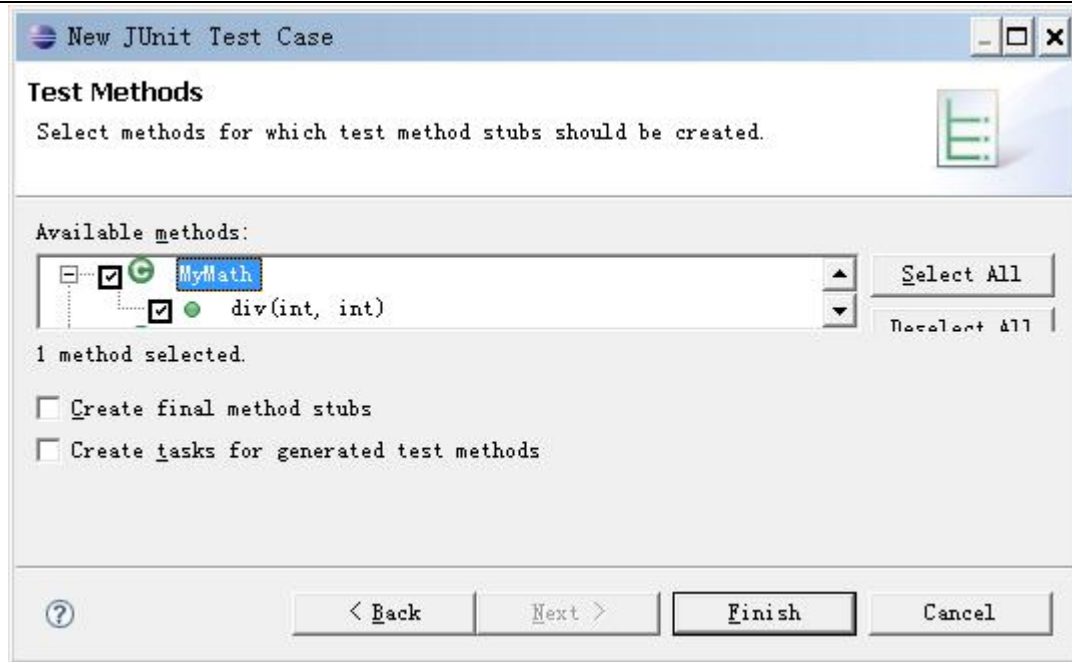 New JUnit Test Case
Test Methods
Select methods for which test method stubs should be created.
Available methods:
MyMath
Select All
div(int, int)
Deselect All
1 method selected.
Create final method stubs
Create tasks for generated test methods
< Back
Next >
Finish
Cancel